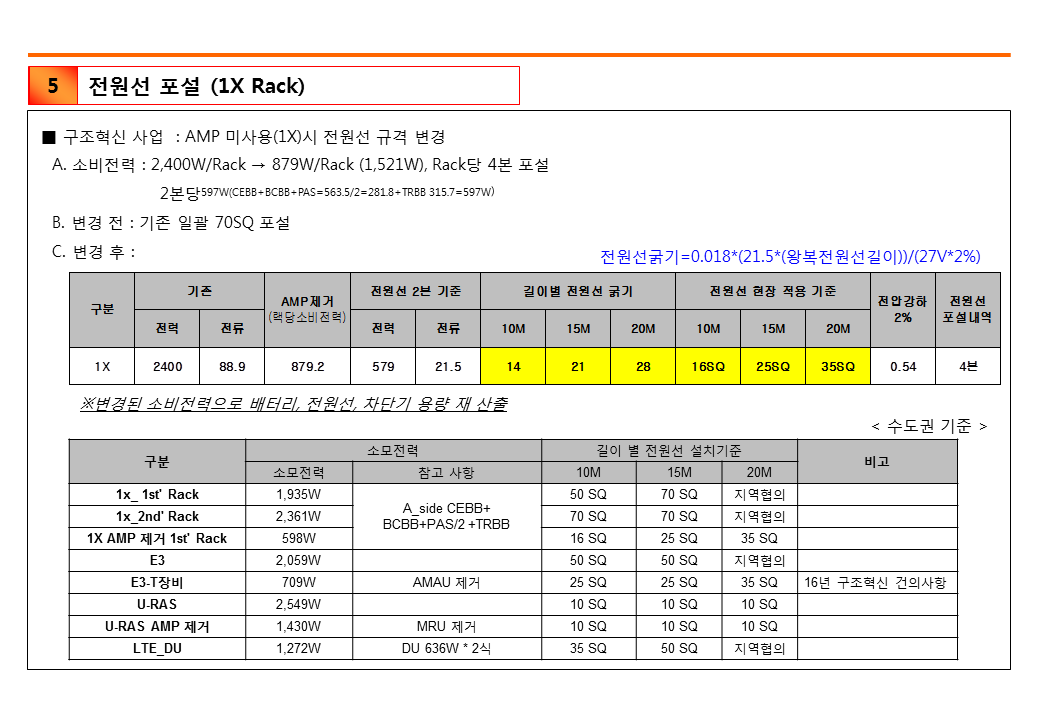 5 전원선 포설 (1X Rack)
■ 구조혁신 사업 : AMP 미사용(1X)시 전원선 규격 변경
A. 소비전력 : 2,400W/Rack → 879W/Rack (1,521W), Rack당 4본 포설
2본당597W(CEBB+BCBB+PAS=563.5/2=281.8+TRBB 315.7=597W)
B. 변경 전 : 기존 일괄 70SQ 포설
C. 변경 후 :
전원선굵기=0.018*(21.5*(왕복전원선길이))/(27V*2%)
구분 기존 AMP제거 (랙당소비전력) 전원선 2본 기준 길이별 전원선 굵기 전원선 현장 적용 기준 전압강하 2% 전원선 포설내역
전력 전류 전력 전류 10M 15M 20M 10M 15M 20M
1X 2400 88.9 879.2 579 21.5 14 21 28 16SQ 25SQ 35SQ 0.54 4본
※변경된 소비전력으로 배터리, 전원선, 차단기 용량 재 산출
< 수도권 기준 >
구분 소모전력 길이 별 전원선 설치기준 비고
소모전력 참고 사항 10M 15M 20M
1x_ 1st' Rack 1,935W A_side CEBB+ BCBB+PAS/2 +TRBB 50 SQ 70 SQ 지역협의
1x_2nd' Rack 2,361W 70 SQ 70 SQ 지역협의
1X AMP 제거 1st' Rack 598W 16 SQ 25 SQ 35 SQ
E3 2,059W 50 SQ 50 SQ 지역협의
E3-T장비 709W AMAU 제거 25 SQ 25 SQ 35 SQ 16년 구조혁신 건의사항
U-RAS 2,549W 10 SQ 10 SQ 10 SQ
U-RAS AMP 제거 1,430W MRU 제거 10 SQ 10 SQ 10 SQ
LTE_DU 1,272W DU 636W * 2식 35 SQ 50 SQ 지역협의